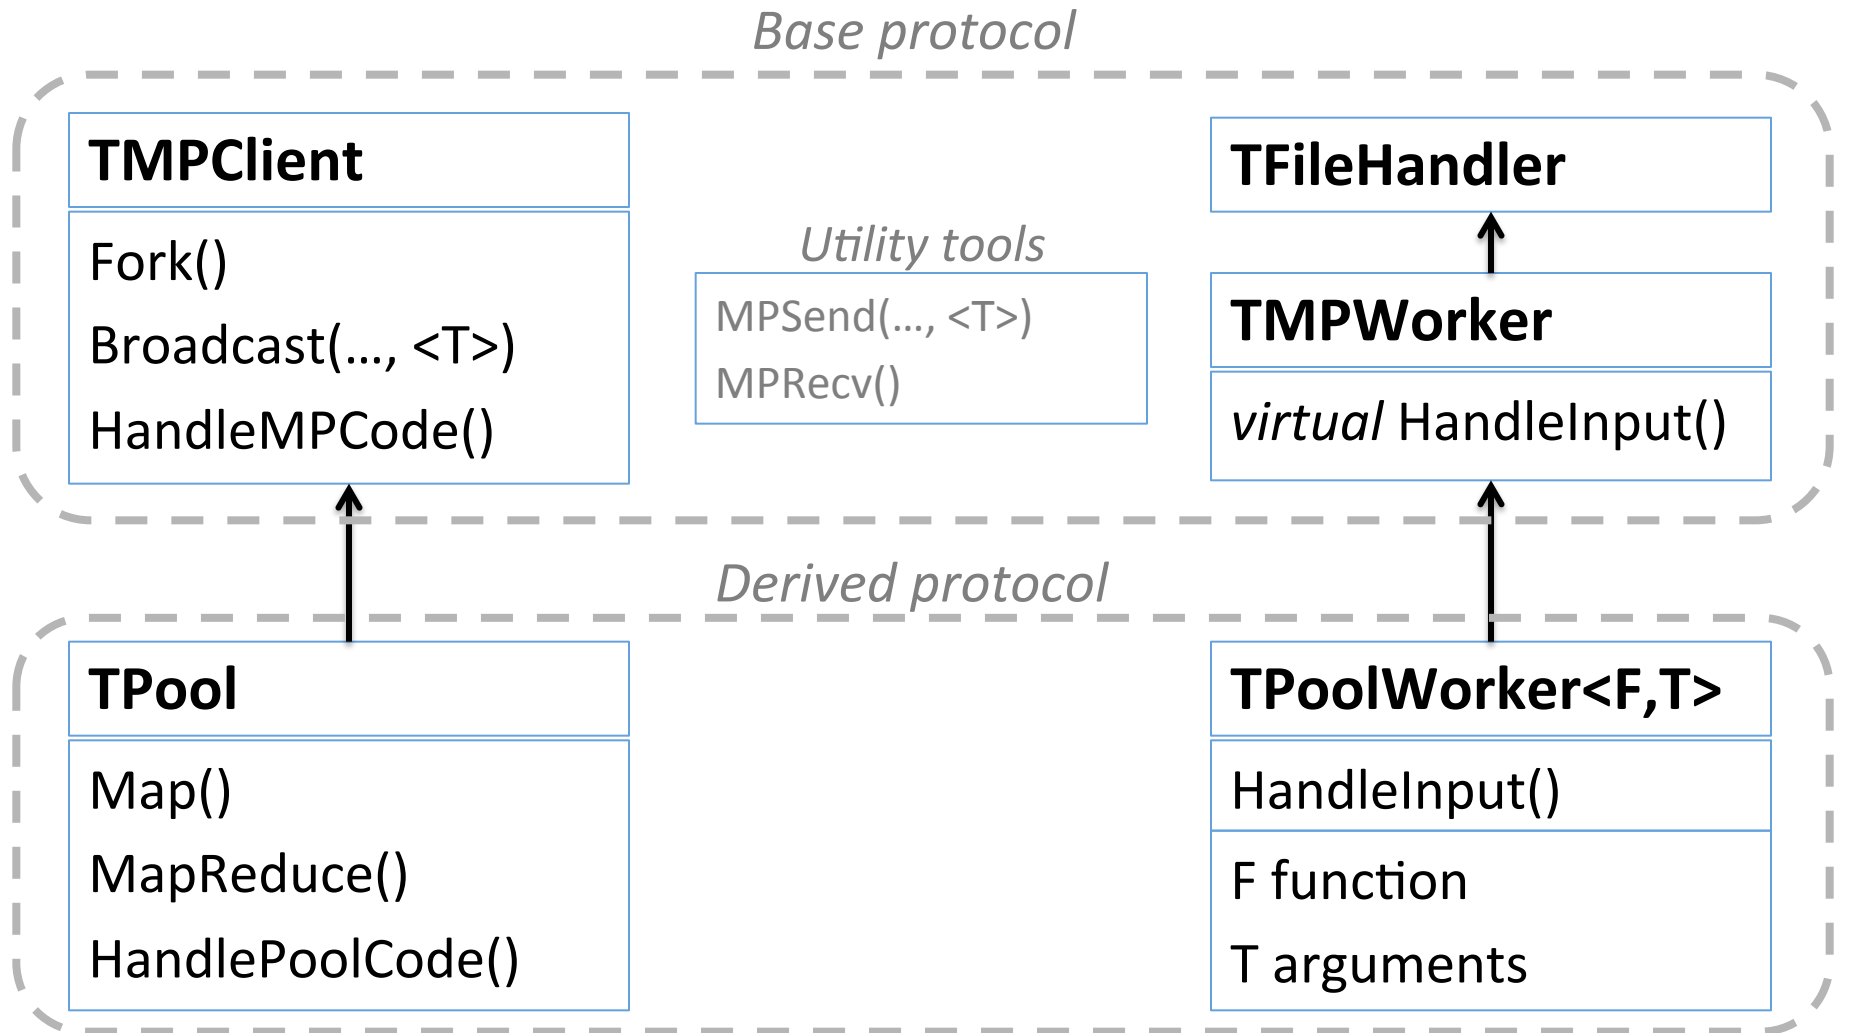 Base protocol
TMPClient
Fork()
Broadcast(…, <T>)
HandleMPCode()
Utility tools
MPSend(…, <T>)
MPRecv()
TFileHandler
TMPWorker
virtual HandleInput()
Derived protocol
TPool
Map()
MapReduce()
HandlePoolCode()
TPoolWorker<F,T>
HandleInput()
F function
T arguments